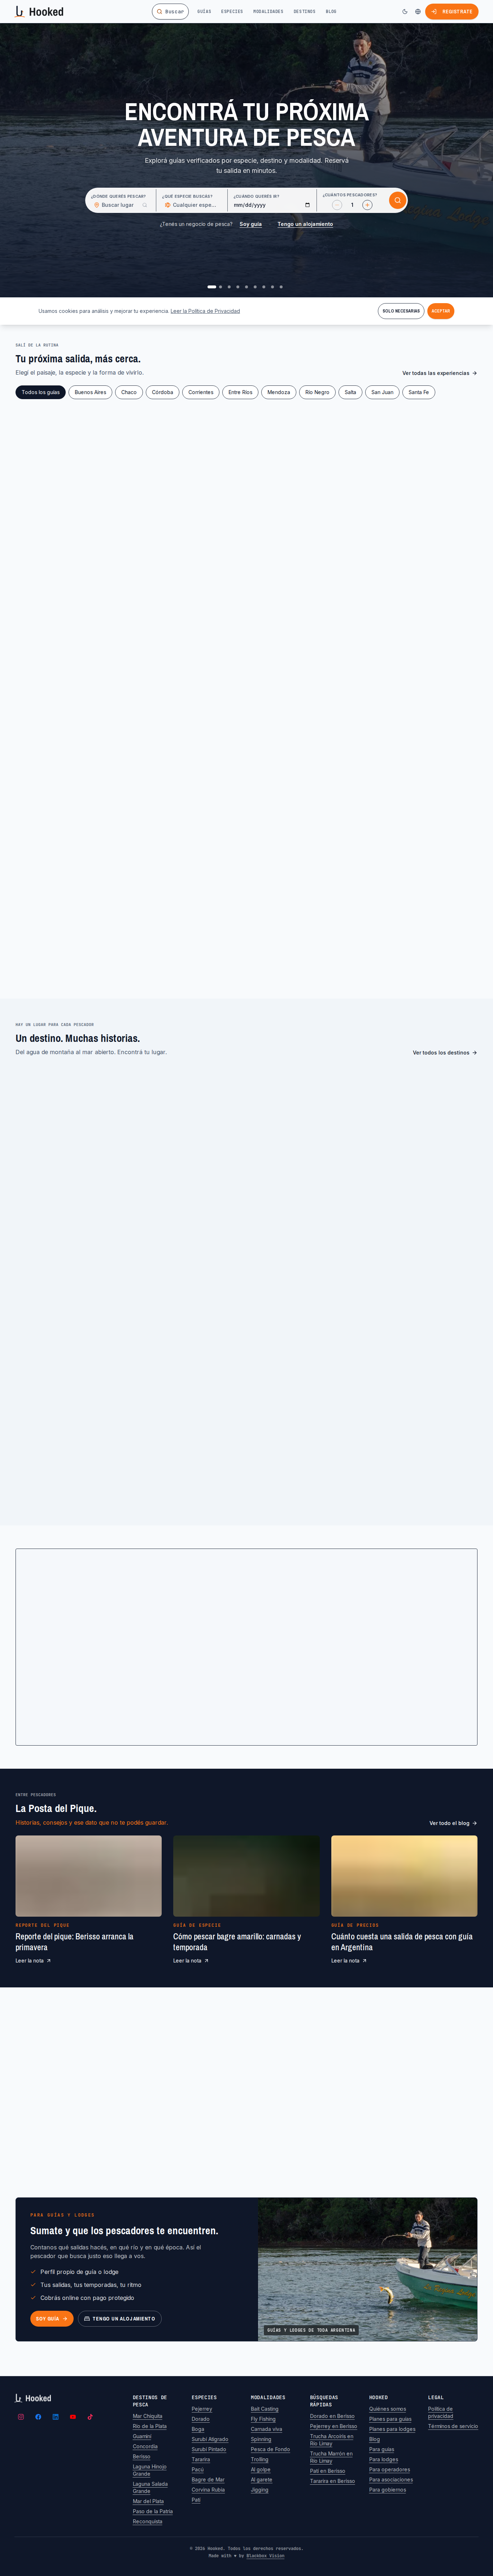 Hooked
Buscar
GUÍAS
ESPECIES
MODALIDADES
DESTINOS
BLOG
REGISTRATE
ENCONTRÁ TU PRÓXIMA
AVENTURA DE PESCA
Explorá guías verificados por especie, destino y modalidad. Reservá
tu salida en minutos.
¿DÓNDE QUERÉS PESCAR?
Buscar lugar
¿QUÉ ESPECIE BUSCÁS?
Cualquier espe...
¿CUÁNDO QUERÉS IR?
mm/dd/yyyy
¿CUÁNTOS PESCADORES?
1
¿Tenés un negocio de pesca?
Soy guía
·
Tengo un alojamiento
Usamos cookies para análisis y mejorar tu experiencia. Leer la Política de Privacidad
SOLO NECESARIAS
ACEPTAR
SALÍ DE LA RUTINA
Tu próxima salida, más cerca.
Elegí el paisaje, la especie y la forma de vivirlo.
Ver todas las experiencias →
Todos los guías
Buenos Aires
Chaco
Córdoba
Corrientes
Entre Ríos
Mendoza
Río Negro
Salta
San Juan
Santa Fe
HAY UN LUGAR PARA CADA PESCADOR
Un destino. Muchas historias.
Del agua de montaña al mar abierto. Encontrá tu lugar.
Ver todos los destinos →
ENTRE PESCADORES
La Posta del Pique.
Historias, consejos y ese dato que no te podés guardar.
Ver todo el blog →
REPORTE DEL PIQUE
Reporte del pique: Berisso arranca la
primavera
Leer la nota ↗
GUÍA DE ESPECIE
Cómo pescar bagre amarillo: carnadas y
temporada
Leer la nota ↗
GUÍA DE PRECIOS
Cuánto cuesta una salida de pesca con guía
en Argentina
Leer la nota ↗
PARA GUÍAS Y LODGES
Sumate y que los pescadores te encuentren.
Contanos qué salidas hacés, en qué río y en qué época. Así el
pescador que busca justo eso llega a vos.
Perfil propio de guía o lodge
Tus salidas, tus temporadas, tu ritmo
Cobrás online con pago protegido
SOY GUÍA →
TENGO UN ALOJAMIENTO
GUÍAS Y LODGES DE TODA ARGENTINA
Hooked
DESTINOS DE
PESCA
Mar Chiquita
Río de la Plata
Guaminí
Concordia
Berisso
Laguna Hinojo
Grande
Laguna Salada
Grande
Mar del Plata
Paso de la Patria
Reconquista
ESPECIES
Pejerrey
Dorado
Boga
Surubí Atigrado
Surubí Pintado
Tararira
Pacú
Bagre de Mar
Corvina Rubia
Patí
MODALIDADES
Bait Casting
Fly Fishing
Carnada viva
Spinning
Pesca de Fondo
Trolling
Al golpe
Al garete
Jigging
BÚSQUEDAS
RÁPIDAS
Dorado en Berisso
Pejerrey en Berisso
Trucha Arcoíris en
Río Limay
Trucha Marrón en
Río Limay
Patí en Berisso
Tararira en Berisso
HOOKED
Quiénes somos
Planes para guías
Planes para lodges
Blog
Para guías
Para lodges
Para operadores
Para asociaciones
Para gobiernos
LEGAL
Política de
privacidad
Términos de servicio
© 2026 Hooked. Todos los derechos reservados.
Made with ♥ by Blackbox Vision